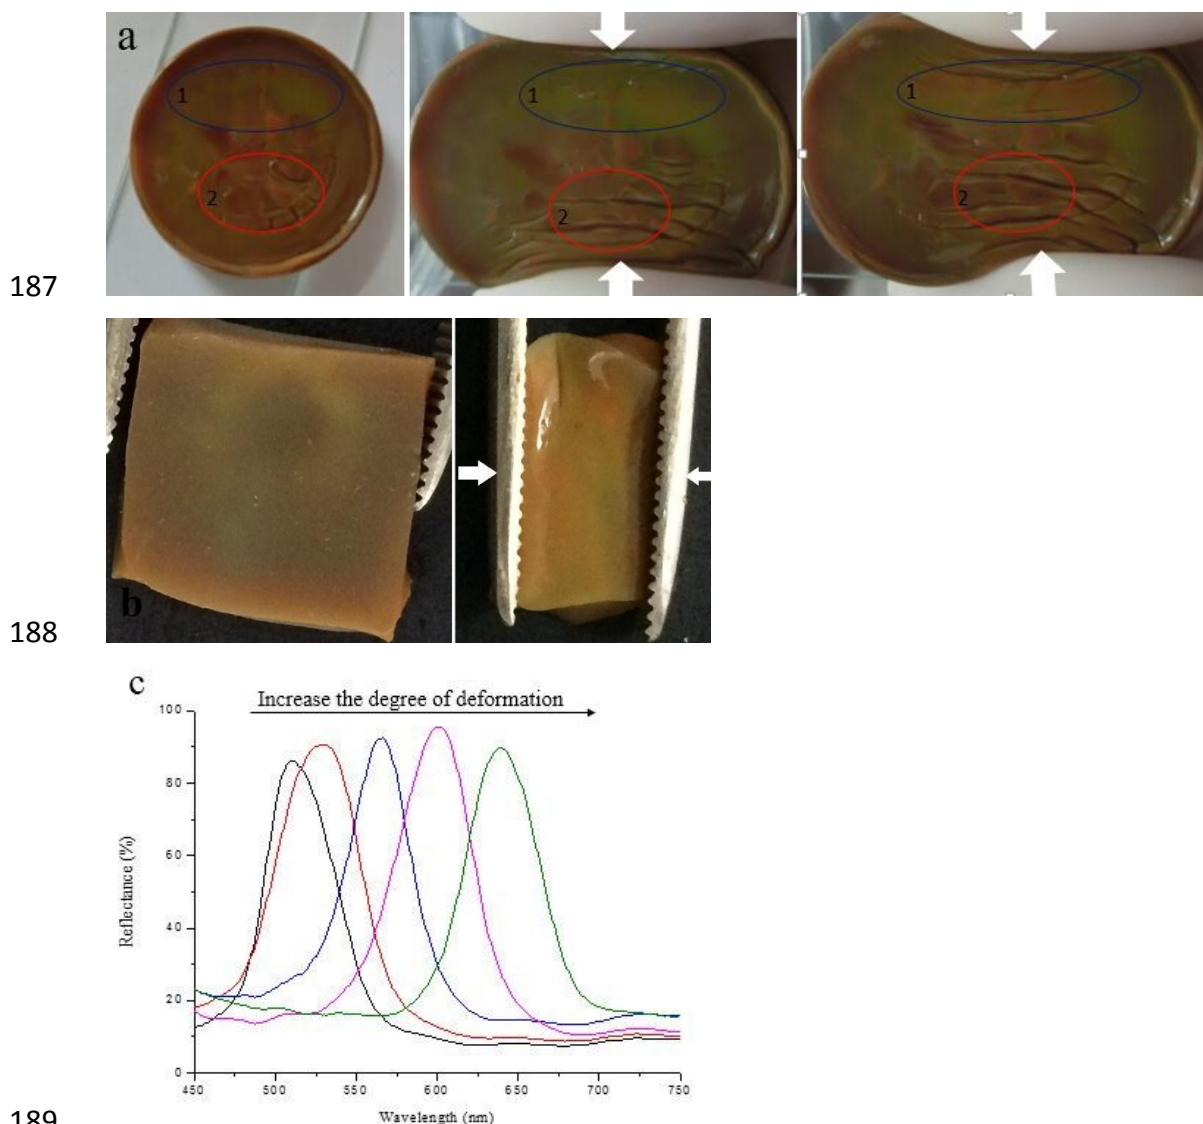 a
1
2
1
2
1
2
187
b
188
c
Increase the degree of deformation
100
80
60
40
20
0
Reflectance (%)
450 500 550 600 650 700 750
Wavelength (nm)
189